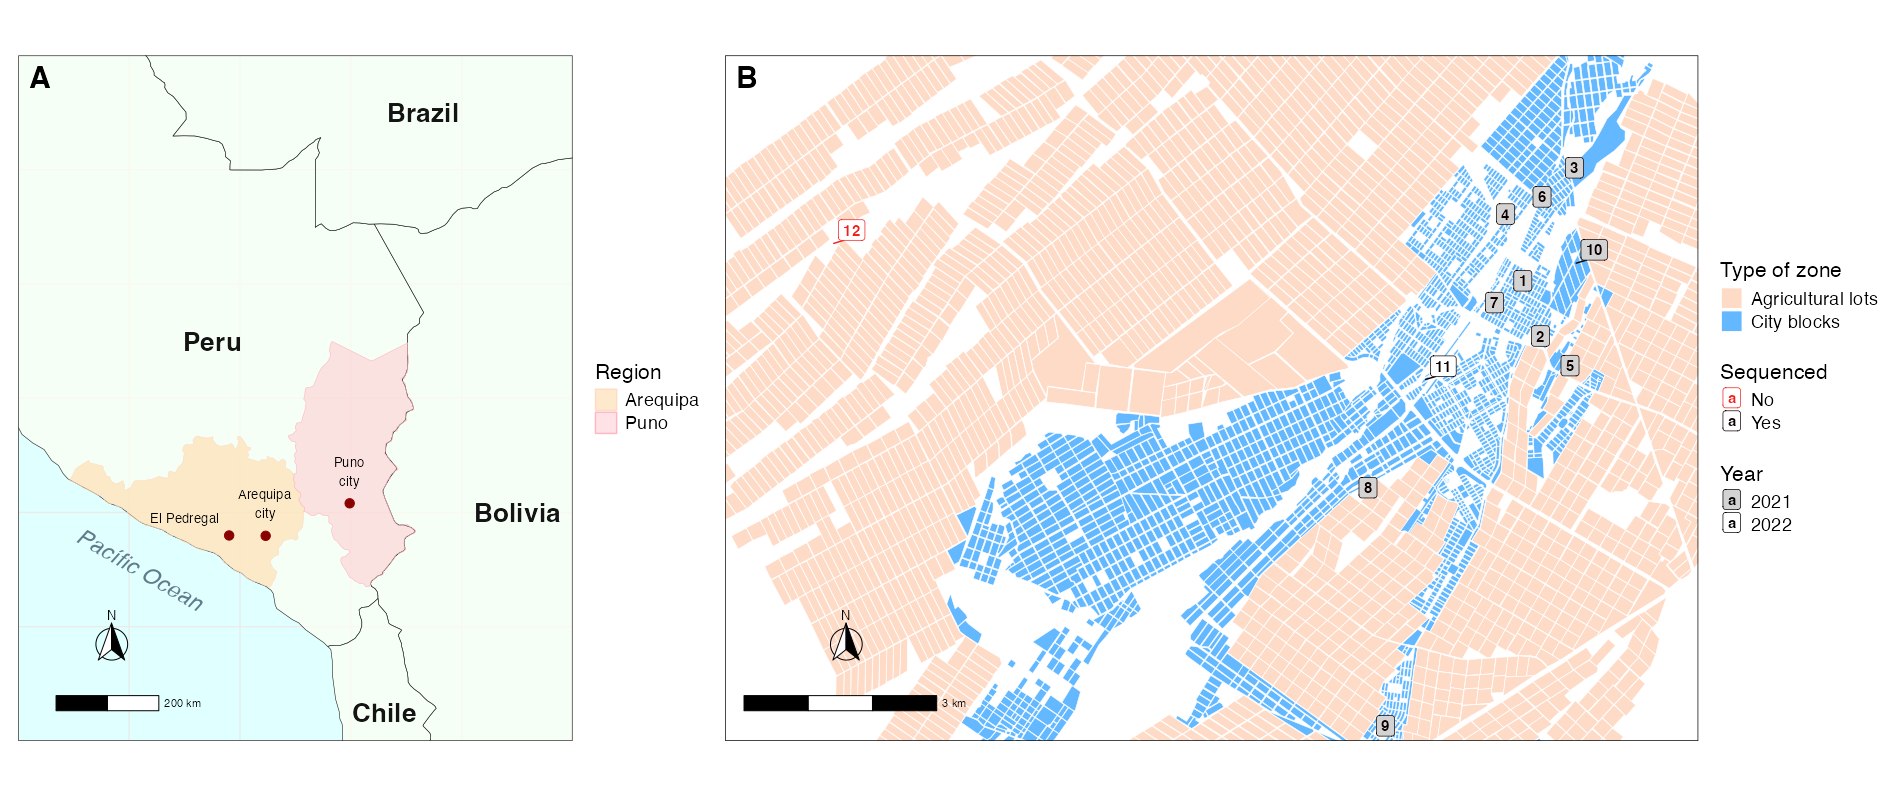 A
Brazil
Peru
Puno
city
Arequipa
city
El Pedregal
Bolivia
Pacific Ocean
N
200 km
Chile
Region
Arequipa
Puno
B
3
6
4
12
10
1
7
2
11
5
8
N
3 km
9
Type of zone
Agricultural lots
City blocks
Sequenced
a No
a Yes
Year
a 2021
a 2022